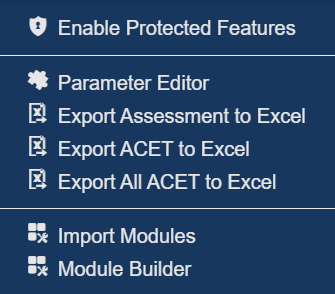 Enable Protected Features
Parameter Editor
Export Assessment to Excel
Export ACET to Excel
Export All ACET to Excel
Import Modules
Module Builder